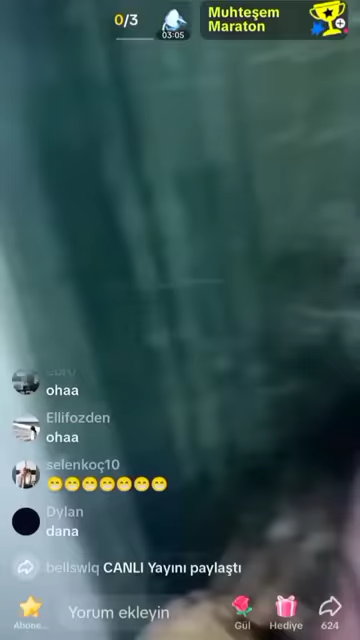 0/3
03:05
Muhteşem
Maraton
ohaa
Ellifozden
ohaa
selenkoç10
😁😁😁😁😁😁😁
Dylan
dana
bellswlq CANLI Yayını paylaştı
Abone...
Yorum ekleyin
Gül
Hediye
624